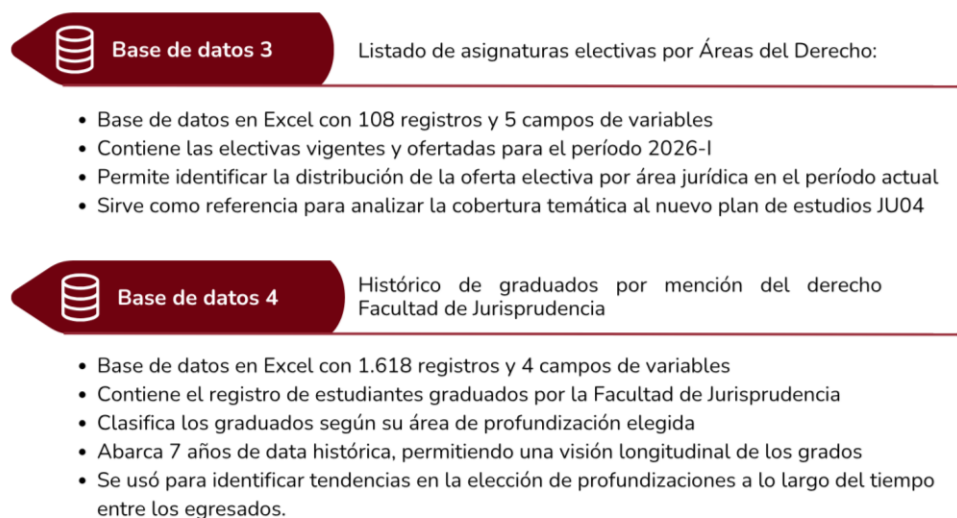 Base de datos 3
Listado de asignaturas electivas por Áreas del Derecho:
• Base de datos en Excel con 108 registros y 5 campos de variables
• Contiene las electivas vigentes y ofertadas para el período 2026-I
• Permite identificar la distribución de la oferta electiva por área jurídica en el período actual
• Sirve como referencia para analizar la cobertura temática al nuevo plan de estudios JU04
Base de datos 4
Histórico de graduados por mención del derecho
Facultad de Jurisprudencia
• Base de datos en Excel con 1.618 registros y 4 campos de variables
• Contiene el registro de estudiantes graduados por la Facultad de Jurisprudencia
• Clasifica los graduados según su área de profundización elegida
• Abarca 7 años de data histórica, permitiendo una visión longitudinal de los grados
• Se usó para identificar tendencias en la elección de profundizaciones a lo largo del tiempo
entre los egresados.